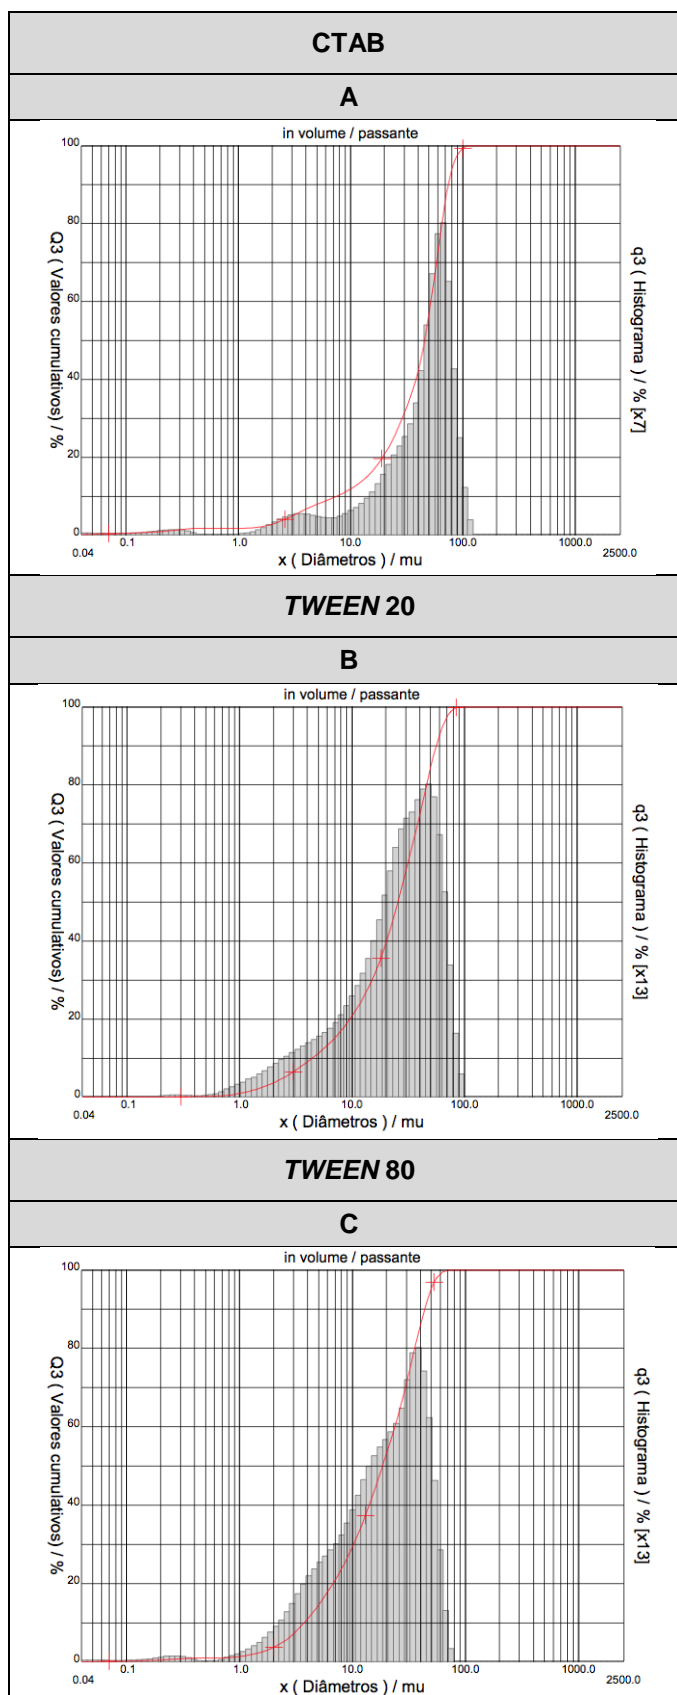 CTAB
A
in volume / passante
100
80
60
40
20
0
Q3 ( Valores cumulativos) / %
q3 ( Histograma ) / % [x7]
0.1 1.0 10.0 100.0 1000.0
0.04 2500.0
x ( Diâmetros ) / mu
TWEEN 20
B
in volume / passante
100
80
60
40
20
0
Q3 ( Valores cumulativos) / %
q3 ( Histograma ) / % [x13]
0.1 1.0 10.0 100.0 1000.0
0.04 2500.0
x ( Diâmetros ) / mu
TWEEN 80
C
in volume / passante
100
80
60
40
20
0
Q3 ( Valores cumulativos) / %
q3 ( Histograma ) / % [x13]
0.1 1.0 10.0 100.0 1000.0
0.04 2500.0
x ( Diâmetros ) / mu